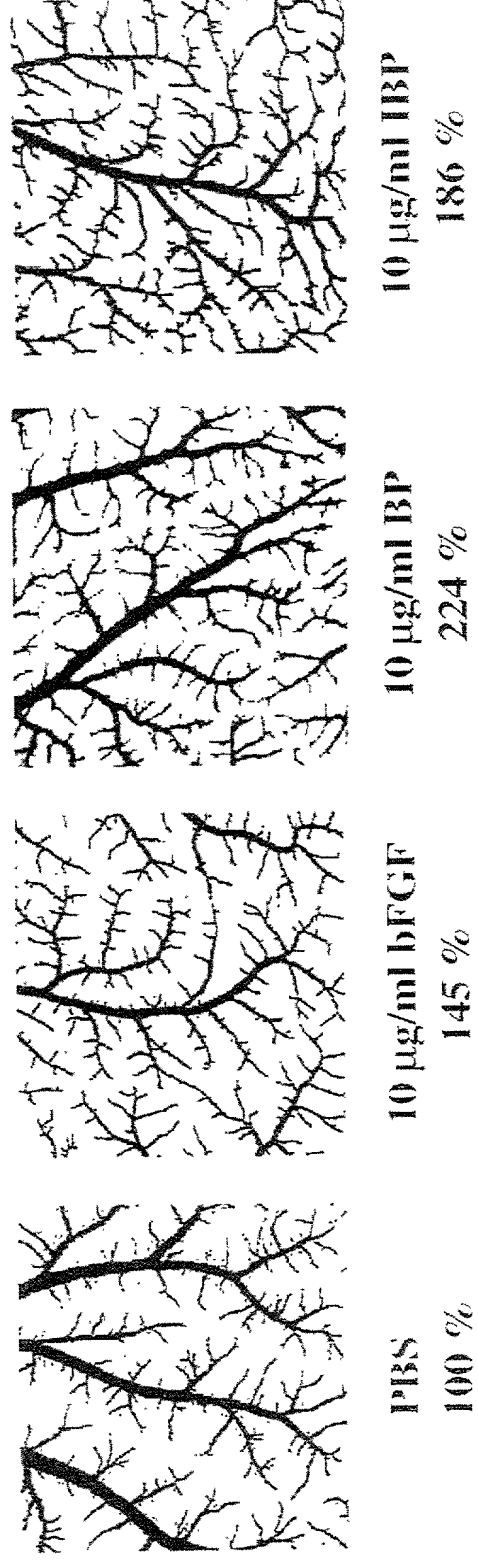 PBS
100 %
10 µg/ml bFGF
145 %
10 µg/ml BP
224 %
10 µg/ml IBP
186 %